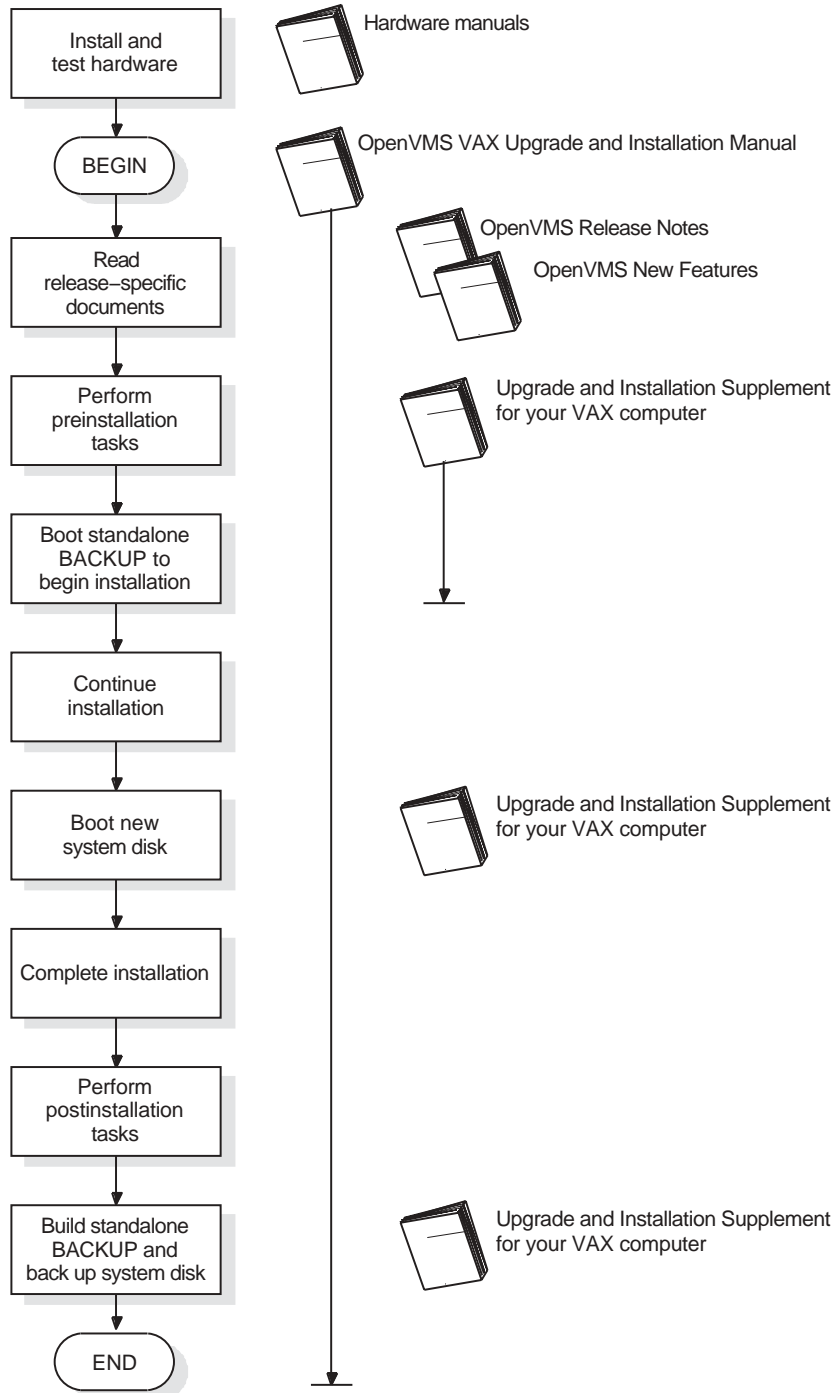 Install and
test hardware
Hardware manuals
BEGIN
OpenVMS VAX Upgrade and Installation Manual
Read
release–specific
documents
OpenVMS Release Notes
OpenVMS New Features
Perform
preinstallation
tasks
Upgrade and Installation Supplement
for your VAX computer
Boot standalone
BACKUP to
begin installation
Continue
installation
Boot new
system disk
Upgrade and Installation Supplement
for your VAX computer
Complete installation
Perform
postinstallation
tasks
Build standalone
BACKUP and
back up system disk
Upgrade and Installation Supplement
for your VAX computer
END